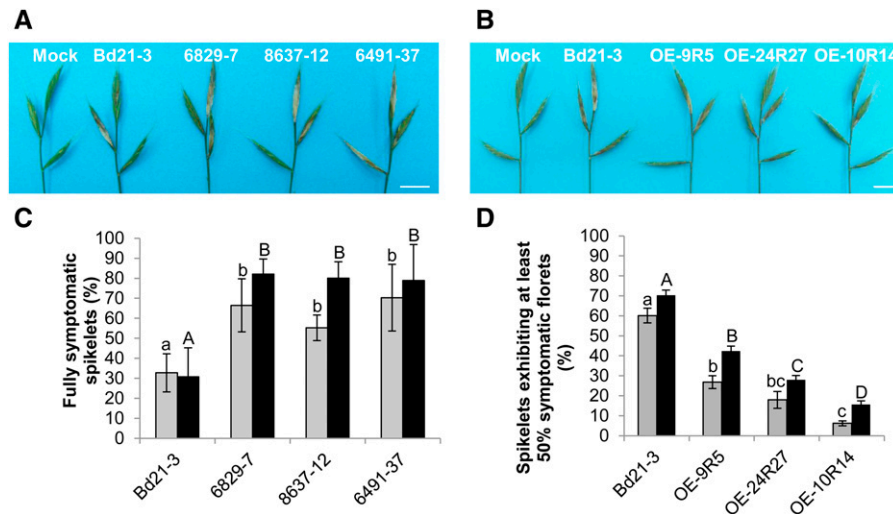 A
Mock Bd21-3 6829-7 8637-12 6491-37
B
Mock Bd21-3 OE-9R5 OE-24R27 OE-10R14
C
Fully symptomatic
spikelets (%)
100
90
80
70
60
50
40
30
20
10
0
a A b B b B b B
Bd21-3 6829-7 8637-12 6491-37
D
Spikelets exhibiting at least
50% symptomatic florets
(%)
100
90
80
70
60
50
40
30
20
10
0
a A b B bc C c D
Bd21-3 OE-9R5 OE-24R27 OE-10R14